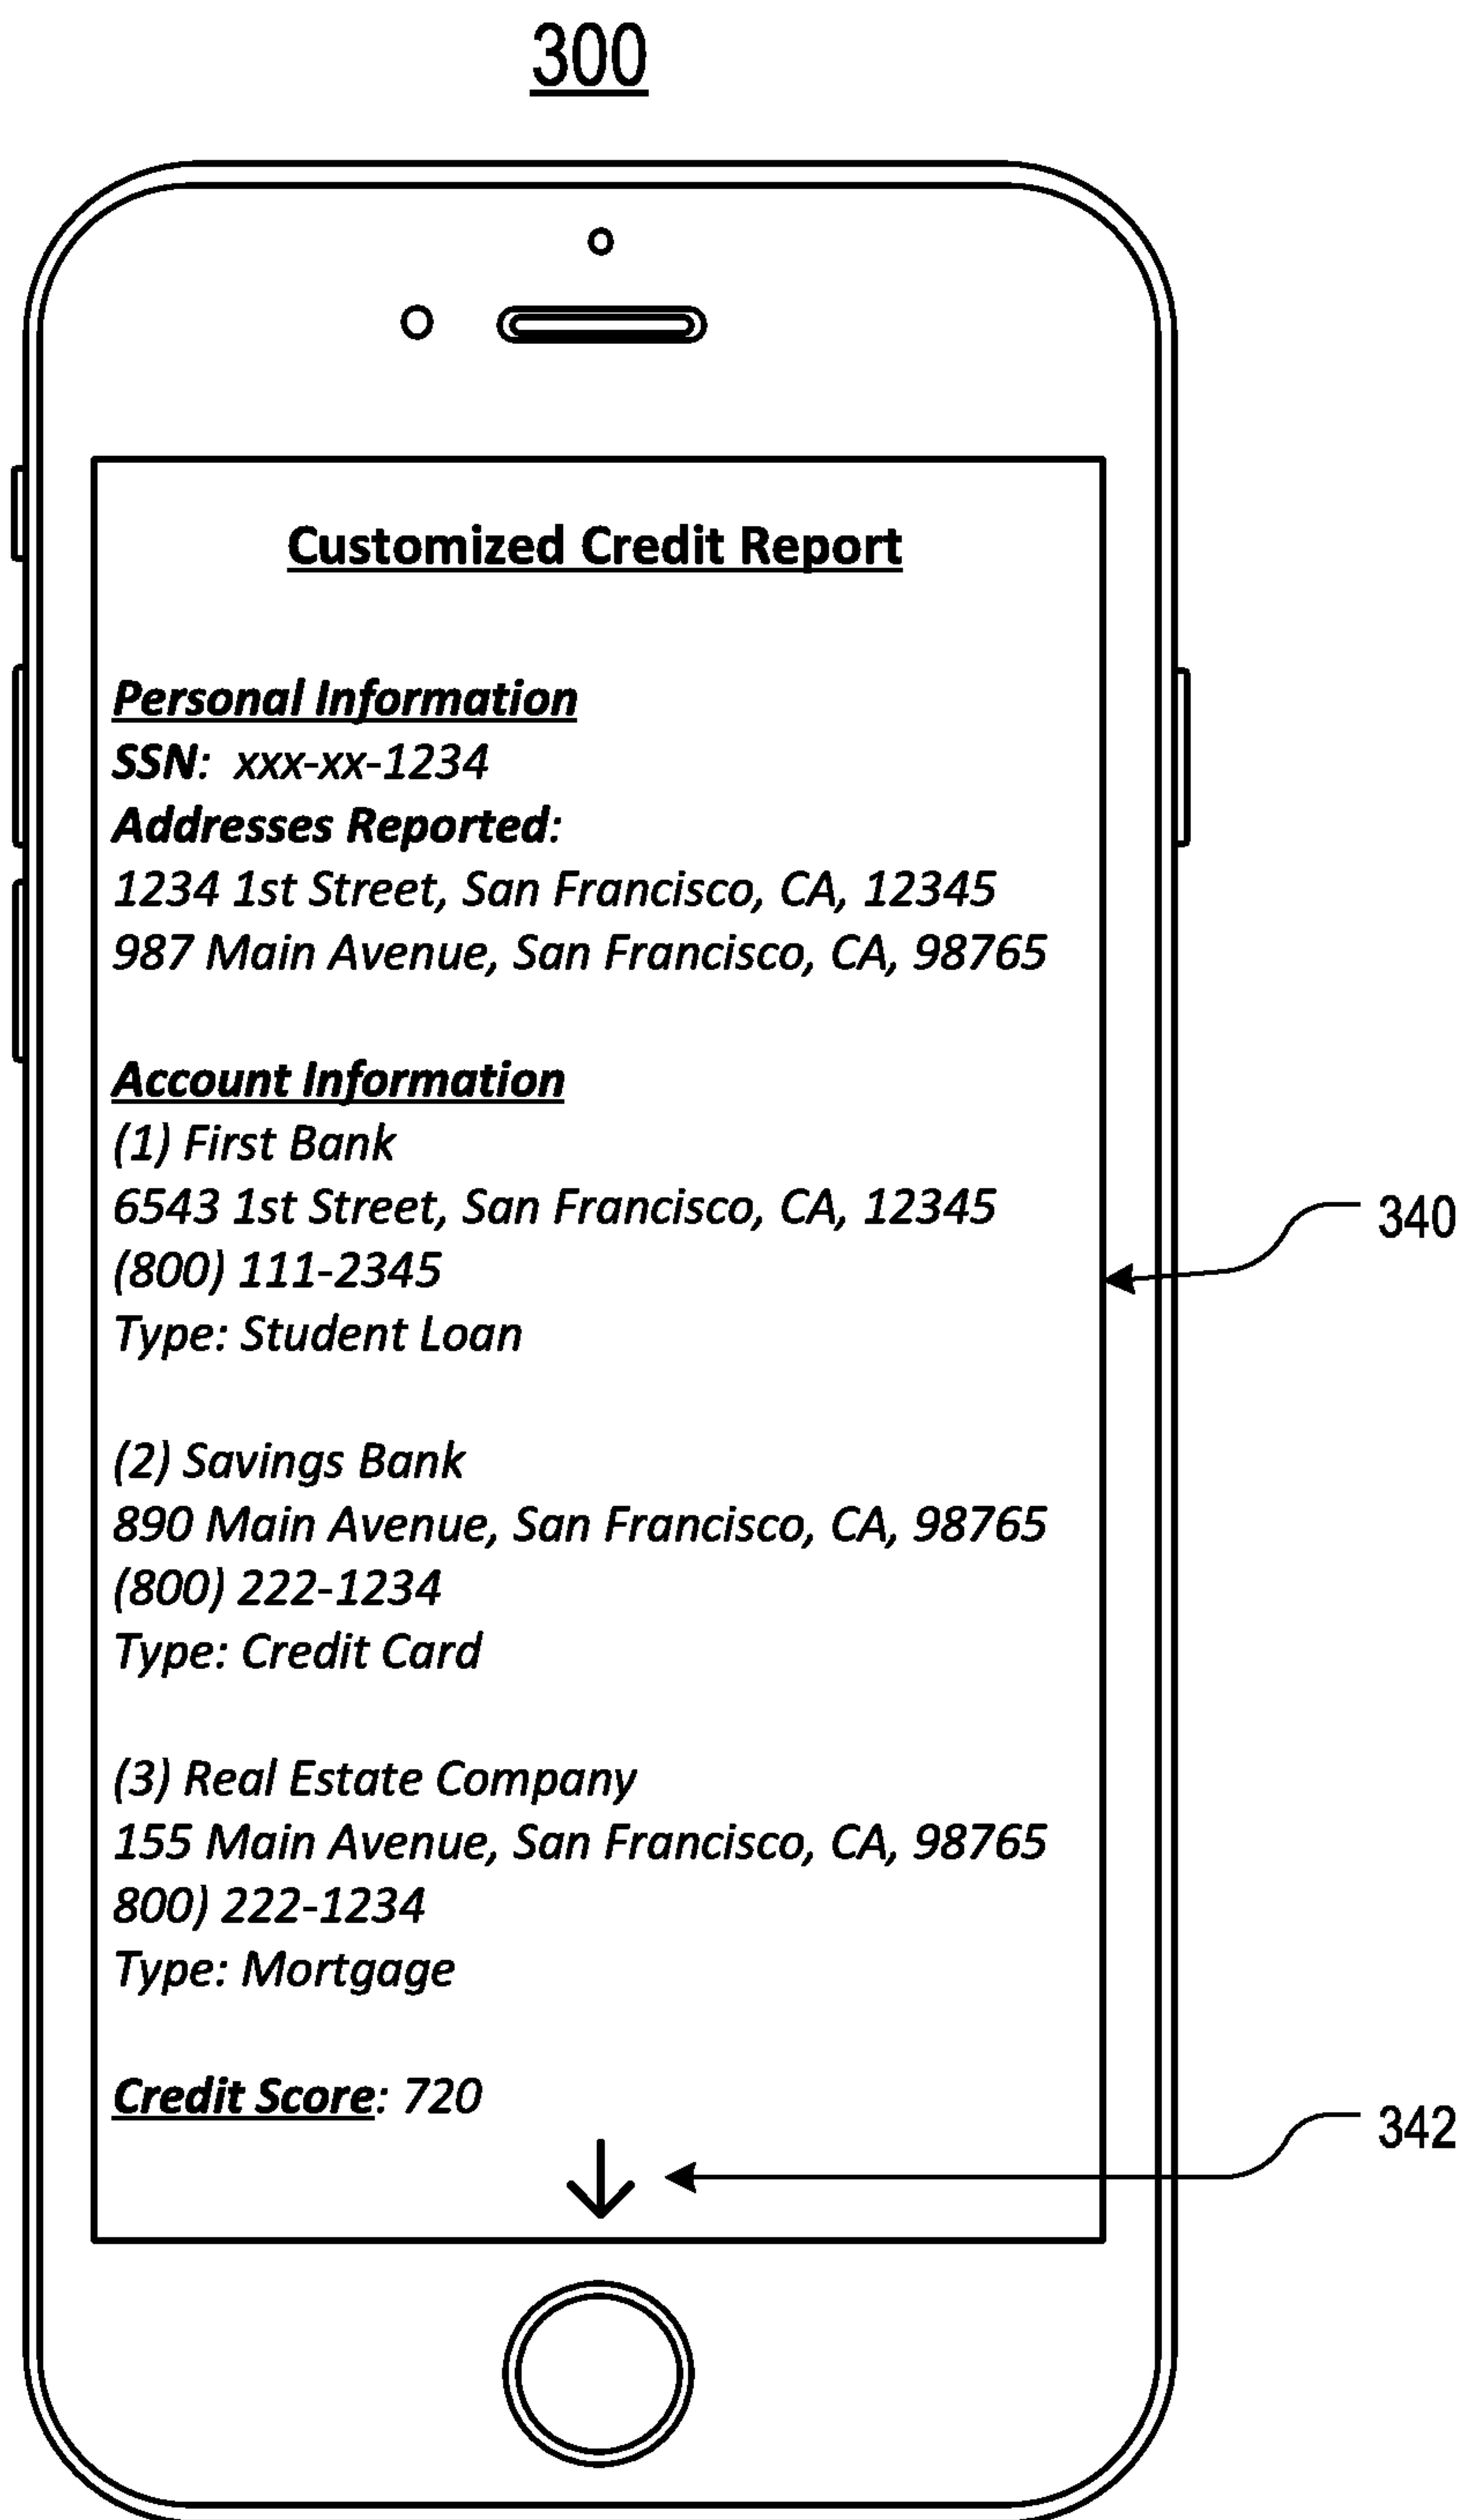 300
Customized Credit Report
Personal Information
SSN: xxx-xx-1234
Addresses Reported:
1234 1st Street, San Francisco, CA, 12345
987 Main Avenue, San Francisco, CA, 98765
Account Information
(1) First Bank
6543 1st Street, San Francisco, CA, 12345
(800) 111-2345
Type: Student Loan
(2) Savings Bank
890 Main Avenue, San Francisco, CA, 98765
(800) 222-1234
Type: Credit Card
(3) Real Estate Company
155 Main Avenue, San Francisco, CA, 98765
800) 222-1234
Type: Mortgage
Credit Score: 720
340
342